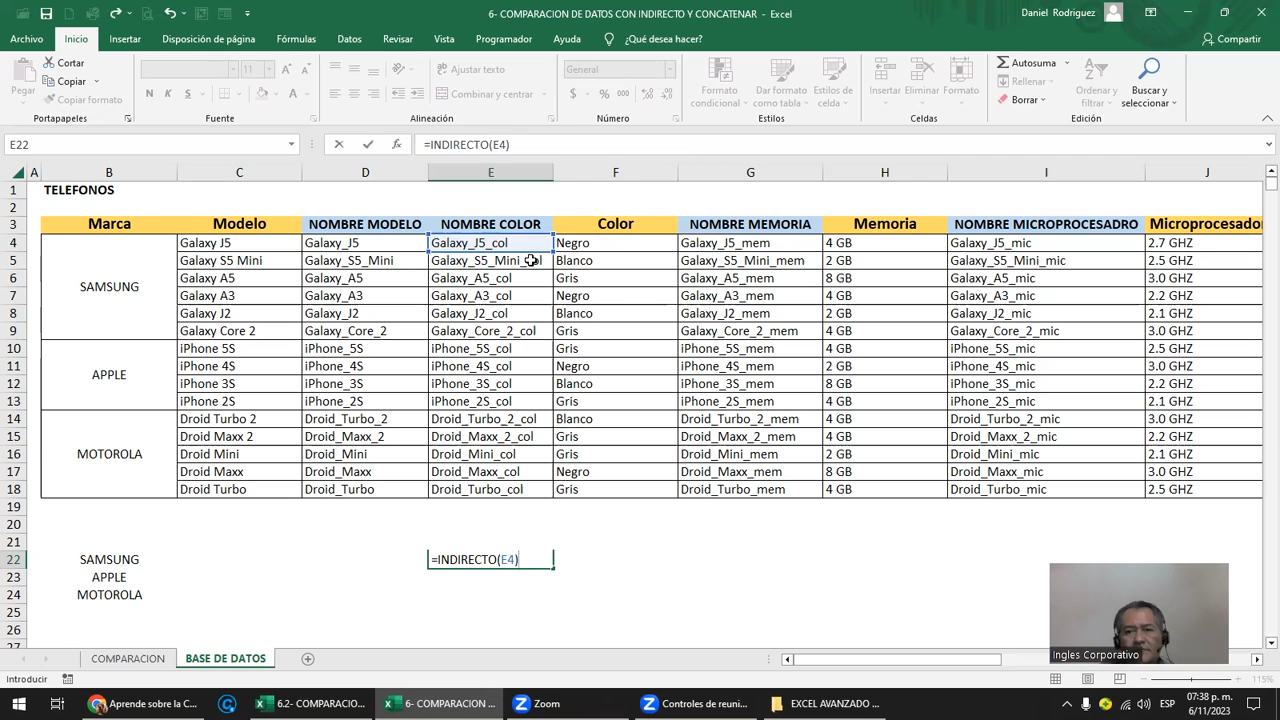 6- COMPARACION DE DATOS CON INDIRECTO Y CONCATENAR - Excel
Daniel Rodriguez
Archivo Inicio Insertar Disposición de página Fórmulas Datos Revisar Vista Programador Ayuda ¿Qué desea hacer? Compartir
Pegar
Cortar
Copiar
Copiar formato
Portapapeles
N K S
11
Fuente
Ajustar texto
Combinar y centrar
Alineación
General
$ % 000
Número
Formato condicional
Dar formato como tabla
Estilos de celda
Estilos
Insertar Eliminar Formato
Celdas
Autosuma
Rellenar
Borrar
Ordenar y filtrar
Buscar y seleccionar
Edición
E22 fx =INDIRECTO(E4)
A B C D E F G H I J
1 TELEFONOS
2
3 Marca Modelo NOMBRE MODELO NOMBRE COLOR Color NOMBRE MEMORIA Memoria NOMBRE MICROPROCESADRO Microprocesado
4 Galaxy J5 Galaxy_J5 Galaxy_J5_col Negro Galaxy_J5_mem 4 GB Galaxy_J5_mic 2.7 GHZ
5 Galaxy S5 Mini Galaxy_S5_Mini Galaxy_S5_Mini_col Blanco Galaxy_S5_Mini_mem 2 GB Galaxy_S5_Mini_mic 2.5 GHZ
6 Galaxy A5 Galaxy_A5 Galaxy_A5_col Gris Galaxy_A5_mem 8 GB Galaxy_A5_mic 3.0 GHZ
SAMSUNG
7 Galaxy A3 Galaxy_A3 Galaxy_A3_col Negro Galaxy_A3_mem 4 GB Galaxy_A3_mic 2.2 GHZ
8 Galaxy J2 Galaxy_J2 Galaxy_J2_col Blanco Galaxy_J2_mem 2 GB Galaxy_J2_mic 2.1 GHZ
9 Galaxy Core 2 Galaxy_Core_2 Galaxy_Core_2_col Gris Galaxy_Core_2_mem 4 GB Galaxy_Core_2_mic 3.0 GHZ
10 iPhone 5S iPhone_5S iPhone_5S_col Gris iPhone_5S_mem 4 GB iPhone_5S_mic 2.5 GHZ
11 iPhone 4S iPhone_4S iPhone_4S_col Gris iPhone_4S_mem 2 GB iPhone_4S_mic 3.0 GHZ
APPLE
12 iPhone 3S iPhone_3S iPhone_3S_col Blanco iPhone_3S_mem 8 GB iPhone_3S_mic 2.2 GHZ
13 iPhone 2S iPhone_2S iPhone_2S_col Gris iPhone_2S_mem 4 GB iPhone_2S_mic 2.1 GHZ
14 Droid Turbo 2 Droid_Turbo_2 Droid_Turbo_2_col Blanco Droid_Turbo_2_mem 4 GB Droid_Turbo_2_mic 3.0 GHZ
15 Droid Maxx 2 Droid_Maxx_2 Droid_Maxx_2_col Gris Droid_Maxx_2_mem 4 GB Droid_Maxx_2_mic 2.2 GHZ
16 MOTOROLA Droid Mini Droid_Mini Droid_Mini_col Gris Droid_Mini_mem 2 GB Droid_Mini_mic 2.1 GHZ
17 Droid Maxx Droid_Maxx Droid_Maxx_col Negro Droid_Maxx_mem 8 GB Droid_Maxx_mic 3.0 GHZ
18 Droid Turbo Droid_Turbo Droid_Turbo_col Gris Droid_Turbo_mem 4 GB Droid_Turbo_mic 2.5 GHZ
19
20
21
22 SAMSUNG =INDIRECTO(E4)
23 APPLE
24 MOTOROLA
25
26
27
Ingles Corporativo
COMPARACION BASE DE DATOS
Introducir 115%
Aprende sobre la C... 6.2- COMPARACIO... 6- COMPARACION ... Zoom Controles de reuni... EXCEL AVANZADO ... ESP 07:38 p. m.
6/11/2023